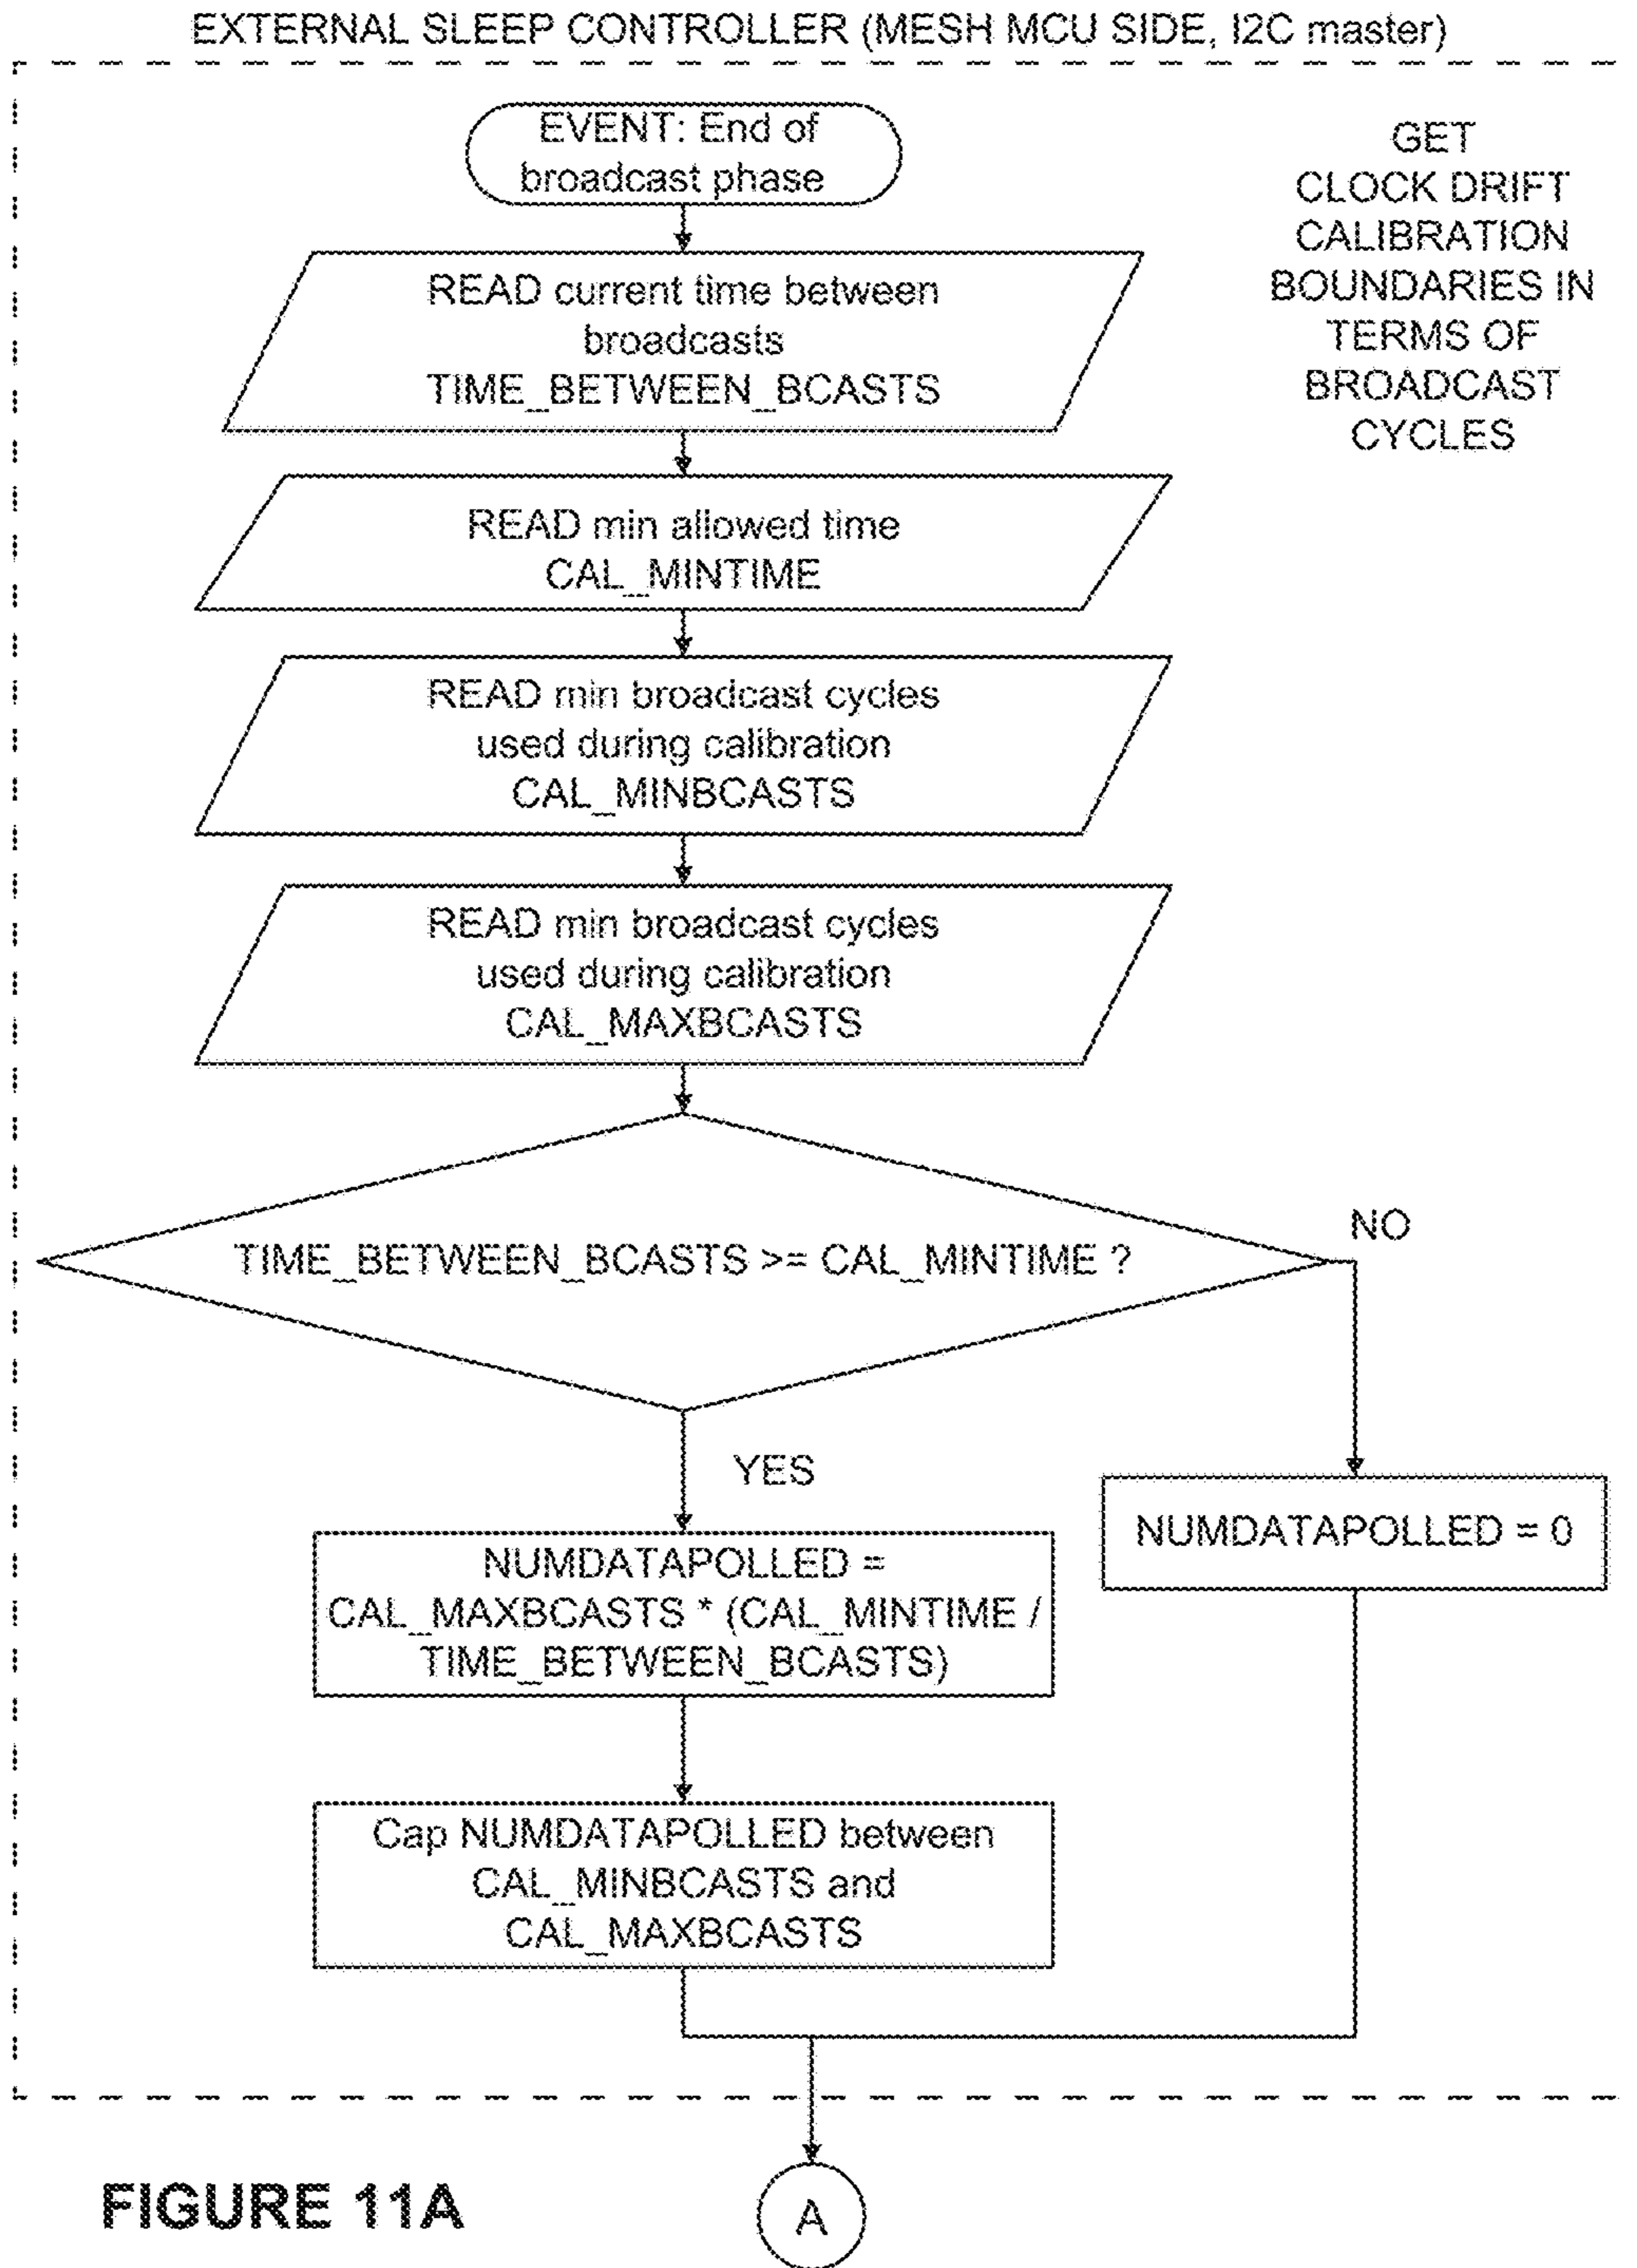 EXTERNAL SLEEP CONTROLLER (MESH MCU SIDE, I2C master)
EVENT: End of
broadcast phase
GET
CLOCK DRIFT
CALIBRATION
BOUNDARIES IN
TERMS OF
BROADCAST
CYCLES
READ current time between
broadcasts
TIME_BETWEEN_BCASTS
READ min allowed time
CAL_MINTIME
READ min broadcast cycles
used during calibration
CAL_MINBCASTS
READ min broadcast cycles
used during calibration
CAL_MAXBCASTS
TIME_BETWEEN_BCASTS >= CAL_MINTIME ?
NO
YES
NUMDATAPOLLED =
CAL_MAXBCASTS * (CAL_MINTIME /
TIME_BETWEEN_BCASTS)
NUMDATAPOLLED = 0
Cap NUMDATAPOLLED between
CAL_MINBCASTS and
CAL_MAXBCASTS
FIGURE 11A
A